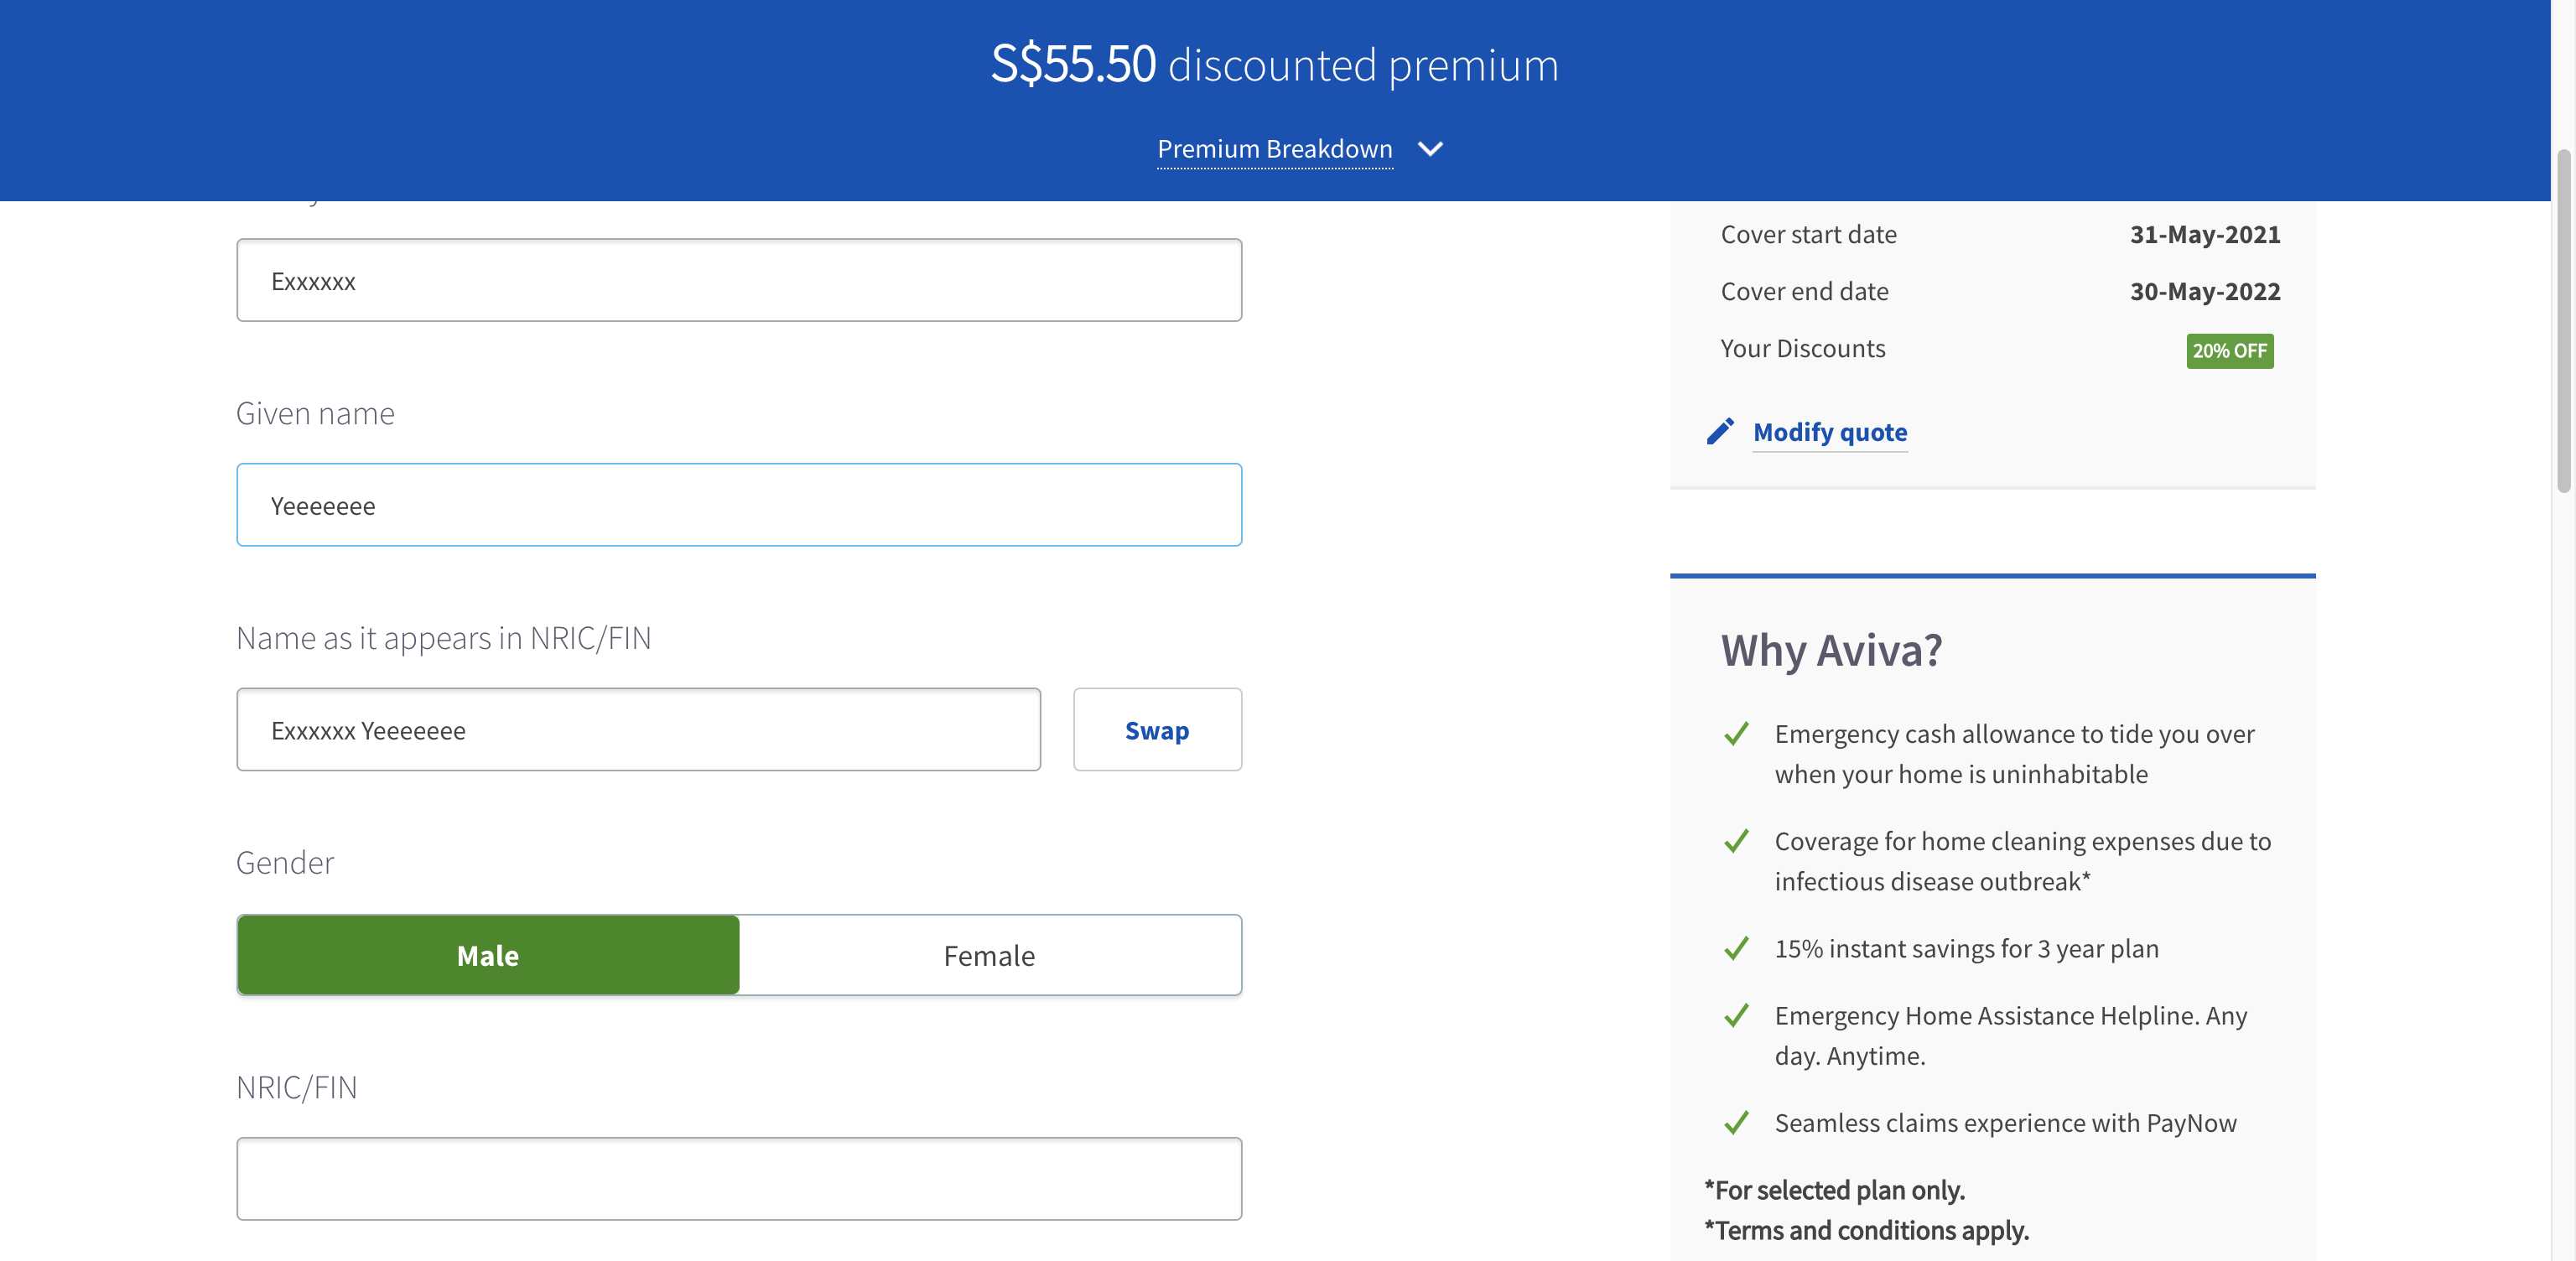 S$55.50 discounted premium
Premium Breakdown
Exxxxxx
Given name
Yeeeeeee
Name as it appears in NRIC/FIN
Exxxxxx Yeeeeeee
Swap
Gender
Male
Female
NRIC/FIN
Cover start date 31-May-2021
Cover end date 30-May-2022
Your Discounts 20% OFF
Modify quote
Why Aviva?
Emergency cash allowance to tide you over
when your home is uninhabitable
Coverage for home cleaning expenses due to
infectious disease outbreak*
15% instant savings for 3 year plan
Emergency Home Assistance Helpline. Any
day. Anytime.
Seamless claims experience with PayNow
*For selected plan only.
*Terms and conditions apply.